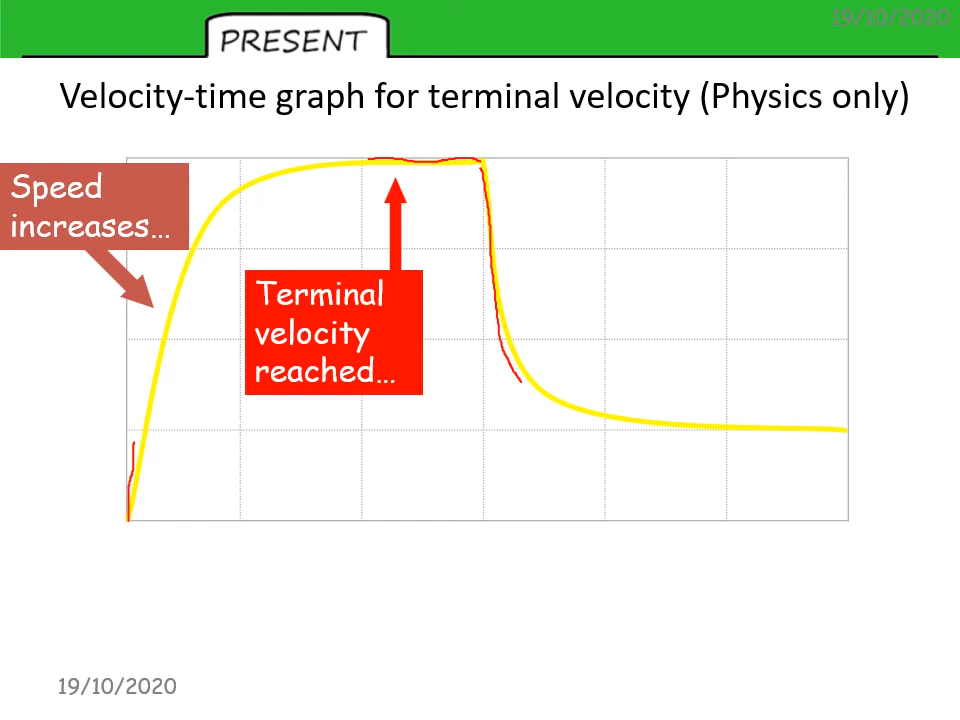 19/10/2020
PRESENT
Velocity-time graph for terminal velocity (Physics only)
Speed
increases…
Terminal
velocity
reached…
19/10/2020